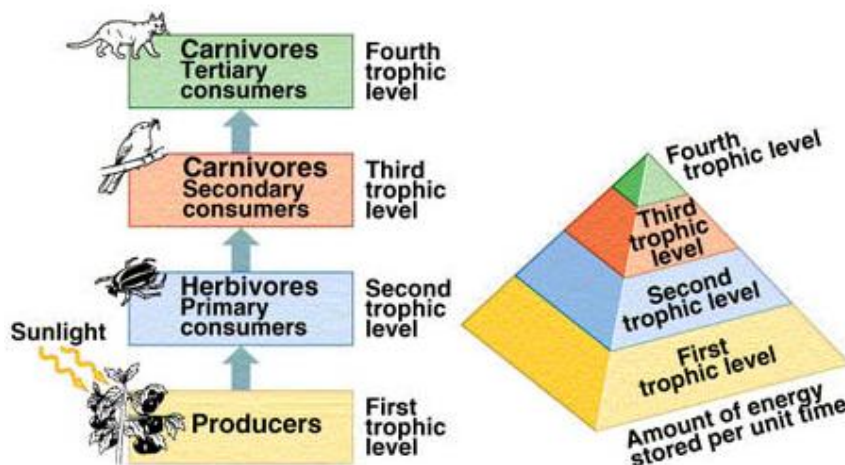 Carnivores
Tertiary
consumers
Fourth
trophic
level
Carnivores
Secondary
consumers
Third
trophic
level
Herbivores
Primary
consumers
Second
trophic
level
Sunlight
Producers
First
trophic
level
Fourth
trophic level
Third
trophic
level
Second
trophic level
First
trophic level
Amount of energy
stored per unit time